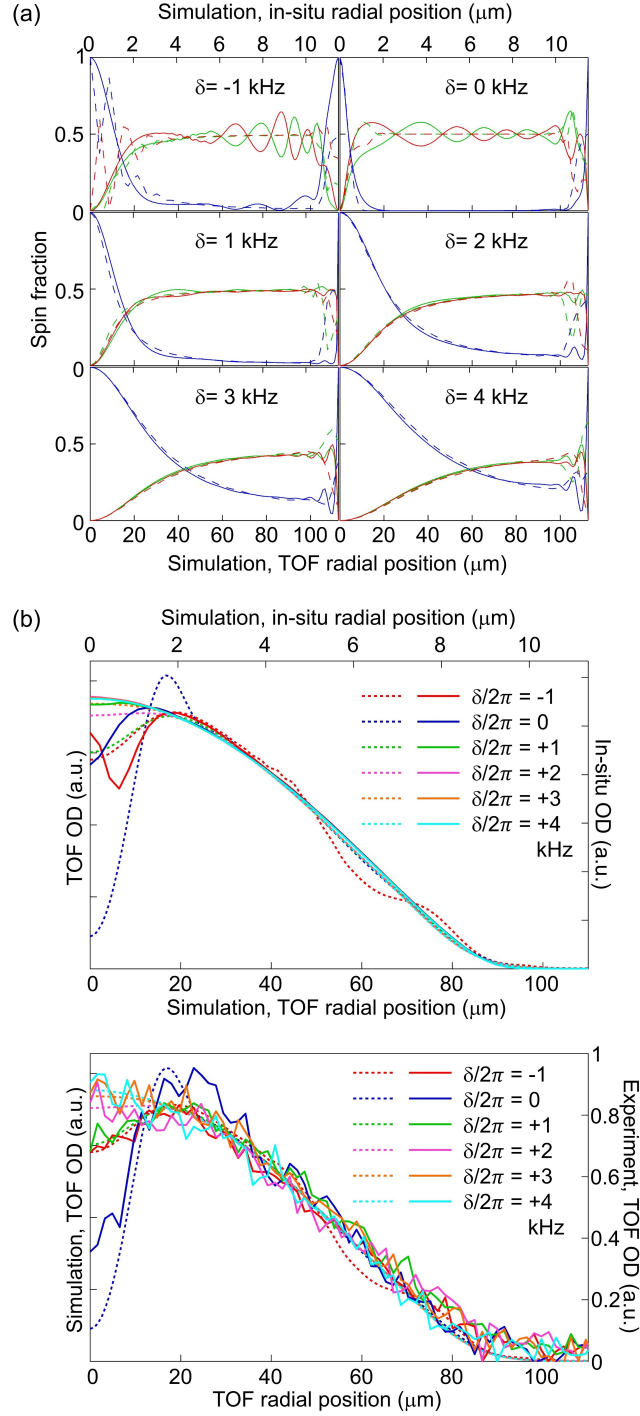 (a)
Simulation, in-situ radial position (μm)
0 2 4 6 8 10 0 2 4 6 8 10
1
δ= -1 kHz δ= 0 kHz
0.5
0
δ= 1 kHz δ= 2 kHz
Spin fraction
0.5
0
δ= 3 kHz δ= 4 kHz
0.5
0
0 20 40 60 80 100 0 20 40 60 80 100
Simulation, TOF radial position (μm)
(b)
Simulation, in-situ radial position (μm)
0 2 4 6 8 10
δ/2π = -1
δ/2π = 0
δ/2π = +1
δ/2π = +2
δ/2π = +3
δ/2π = +4
kHz
TOF OD (a.u.)
In-situ OD (a.u.)
0 20 40 60 80 100
Simulation, TOF radial position (μm)
δ/2π = -1
δ/2π = 0
δ/2π = +1
δ/2π = +2
δ/2π = +3
δ/2π = +4
kHz
Simulation, TOF OD (a.u.)
1
0.8
0.6
0.4
0.2
0
Experiment, TOF OD (a.u.)
0 20 40 60 80 100
TOF radial position (μm)